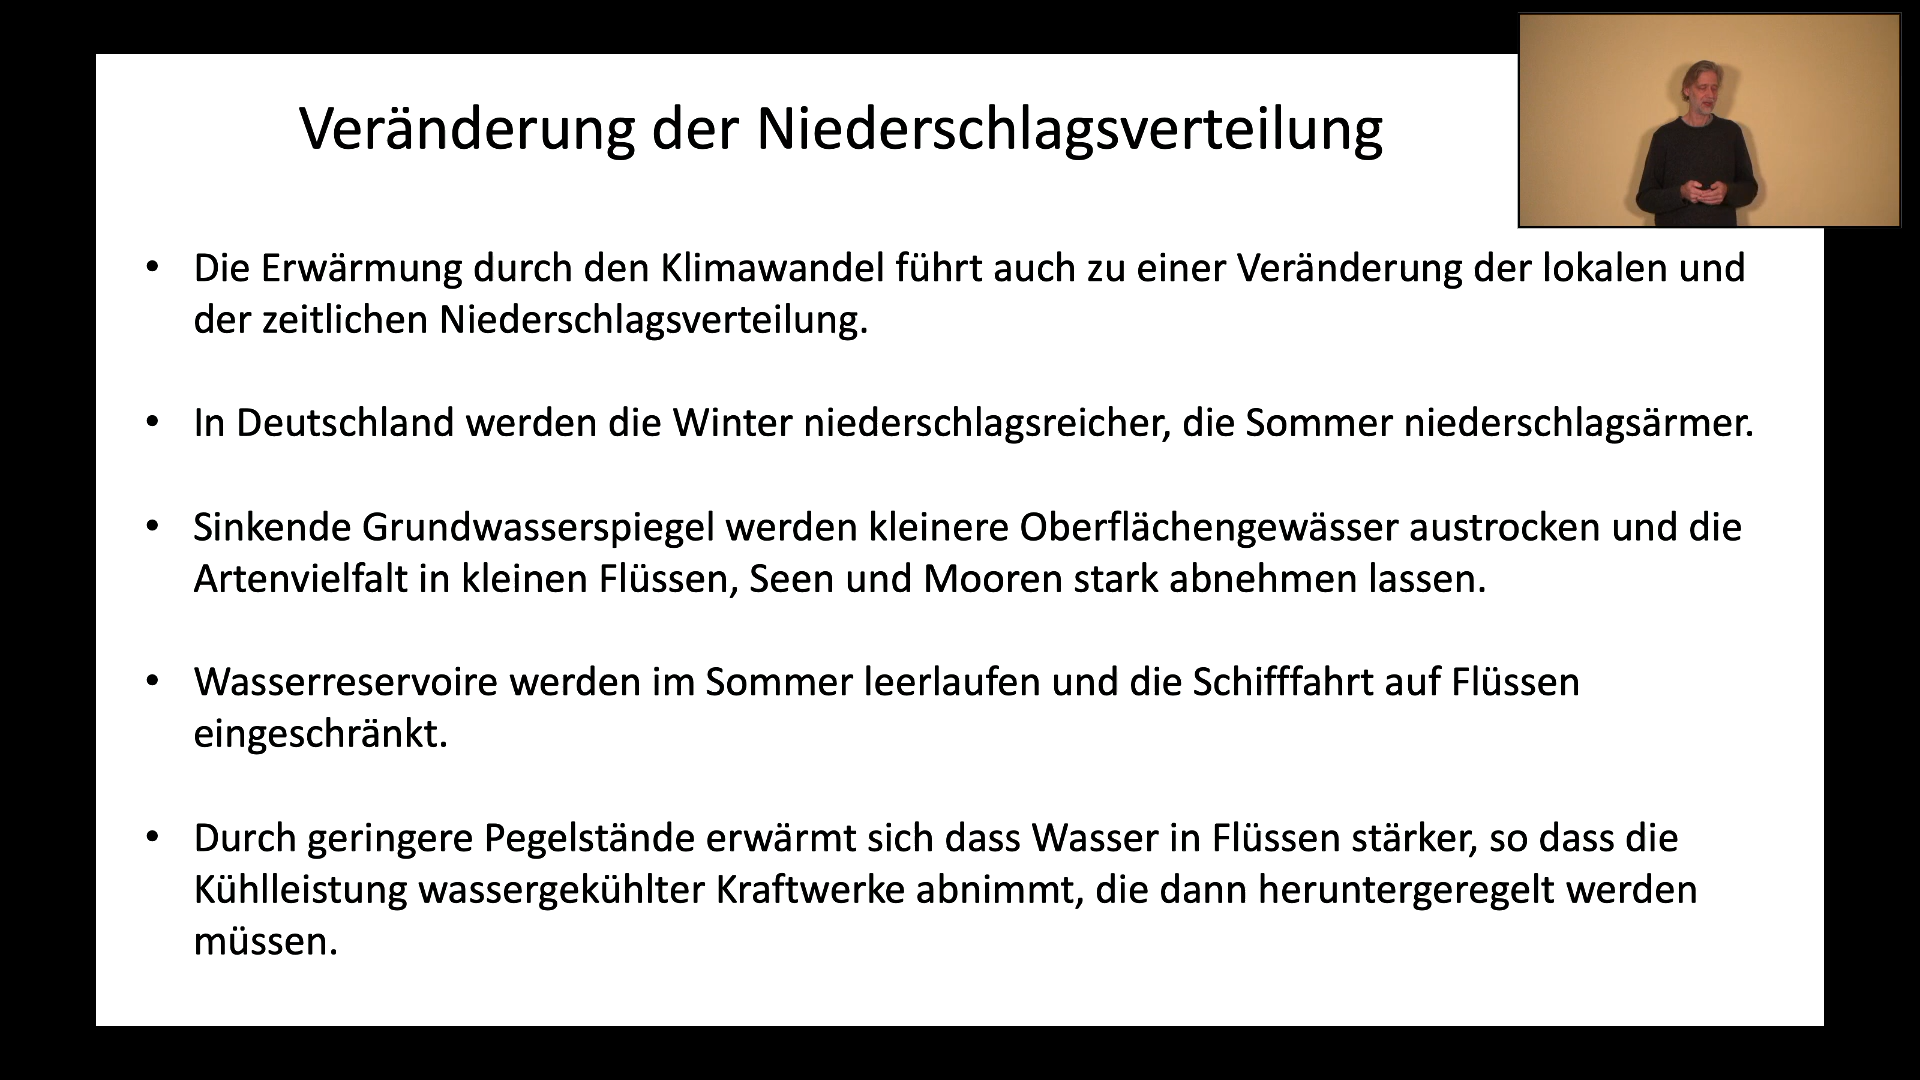 Veränderung der Niederschlagsverteilung
• Die Erwärmung durch den Klimawandel führt auch zu einer Veränderung der lokalen und
der zeitlichen Niederschlagsverteilung.
• In Deutschland werden die Winter niederschlagsreicher, die Sommer niederschlagsärmer.
• Sinkende Grundwasserspiegel werden kleinere Oberflächengewässer austrocken und die
Artenvielfalt in kleinen Flüssen, Seen und Mooren stark abnehmen lassen.
• Wasserreservoire werden im Sommer leerlaufen und die Schifffahrt auf Flüssen
eingeschränkt.
• Durch geringere Pegelstände erwärmt sich dass Wasser in Flüssen stärker, so dass die
Kühlleistung wassergekühlter Kraftwerke abnimmt, die dann heruntergeregelt werden
müssen.